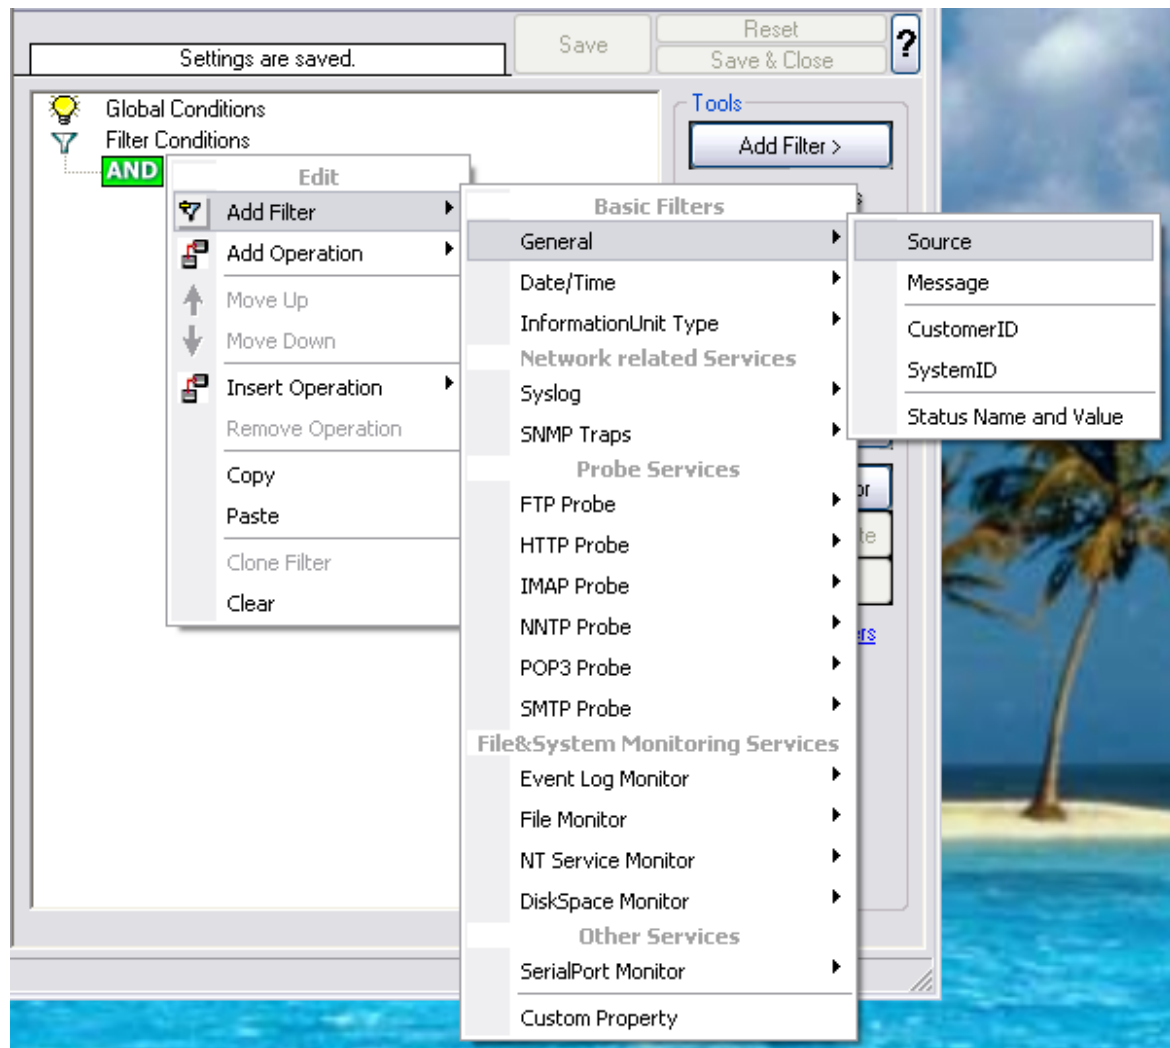 Settings are saved.
Save
Reset
Save & Close
?
Global Conditions
Filter Conditions
AND
Tools
Add Filter >
Edit
Add Filter
Add Operation
Move Up
Move Down
Insert Operation
Remove Operation
Copy
Paste
Clone Filter
Clear
Basic Filters
General
Date/Time
InformationUnit Type
Network related Services
Syslog
SNMP Traps
Probe Services
FTP Probe
HTTP Probe
IMAP Probe
NNTP Probe
POP3 Probe
SMTP Probe
File&System Monitoring Services
Event Log Monitor
File Monitor
NT Service Monitor
DiskSpace Monitor
Other Services
SerialPort Monitor
Custom Property
Source
Message
CustomerID
SystemID
Status Name and Value